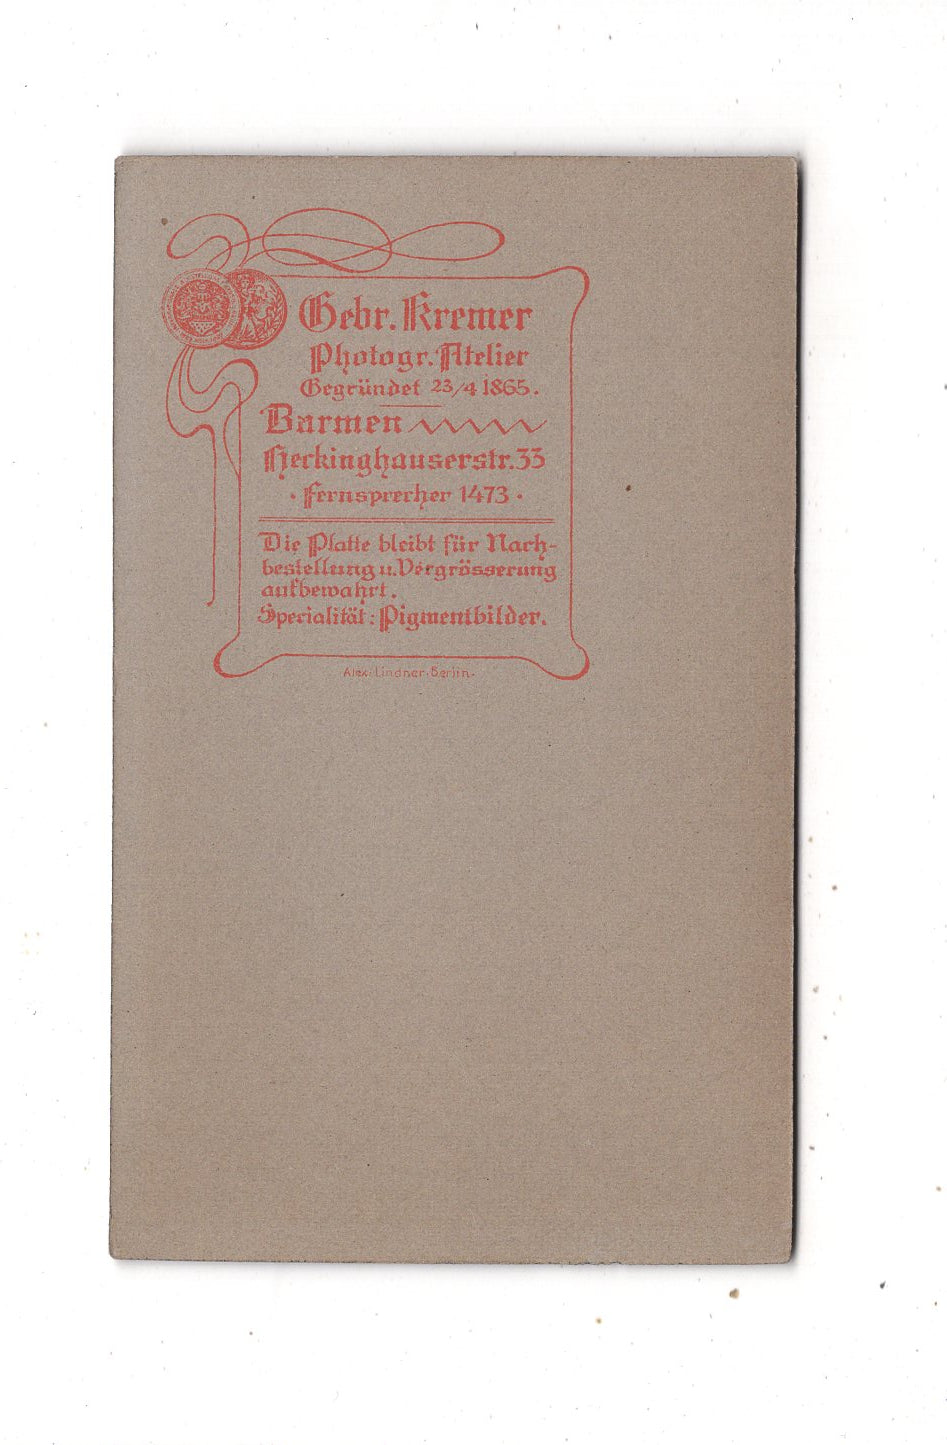 Gebr. Kremer
Photogr. Atelier
Gegründet 23/4 1865.
Barmen
Heckinghauserstr. 33
· Fernsprecher 1473 ·
Die Platte bleibt für Nach-
bestellung u. Vergrösserung
aufbewahrt.
Specialität: Pigmentbilder.
Alex. Lindner. Berlin.